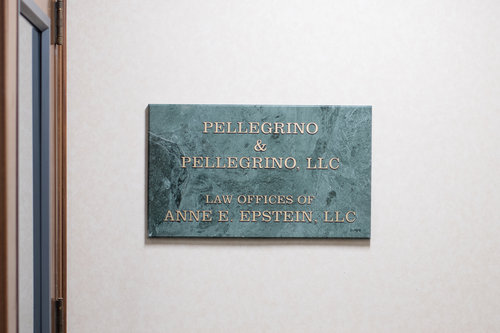 PELLEGRINO
&
PELLEGRINO, LLC
LAW OFFICES OF
ANNE E. EPSTEIN, LLC